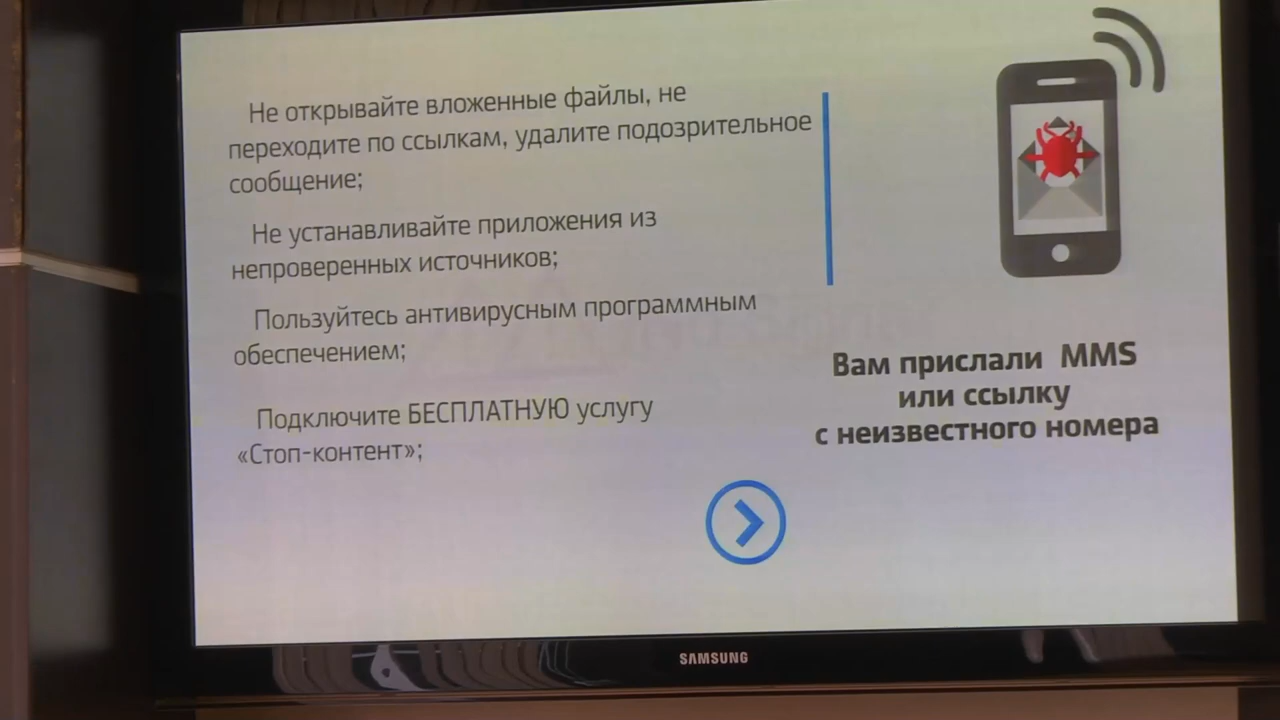 Не открывайте вложенные файлы, не
переходите по ссылкам, удалите подозрительное
сообщение;
Не устанавливайте приложения из
непроверенных источников;
Пользуйтесь антивирусным программным
обеспечением;
Подключите БЕСПЛАТНУЮ услугу
«Стоп-контент»;
Вам прислали MMS
или ссылку
с неизвестного номера
SAMSUNG